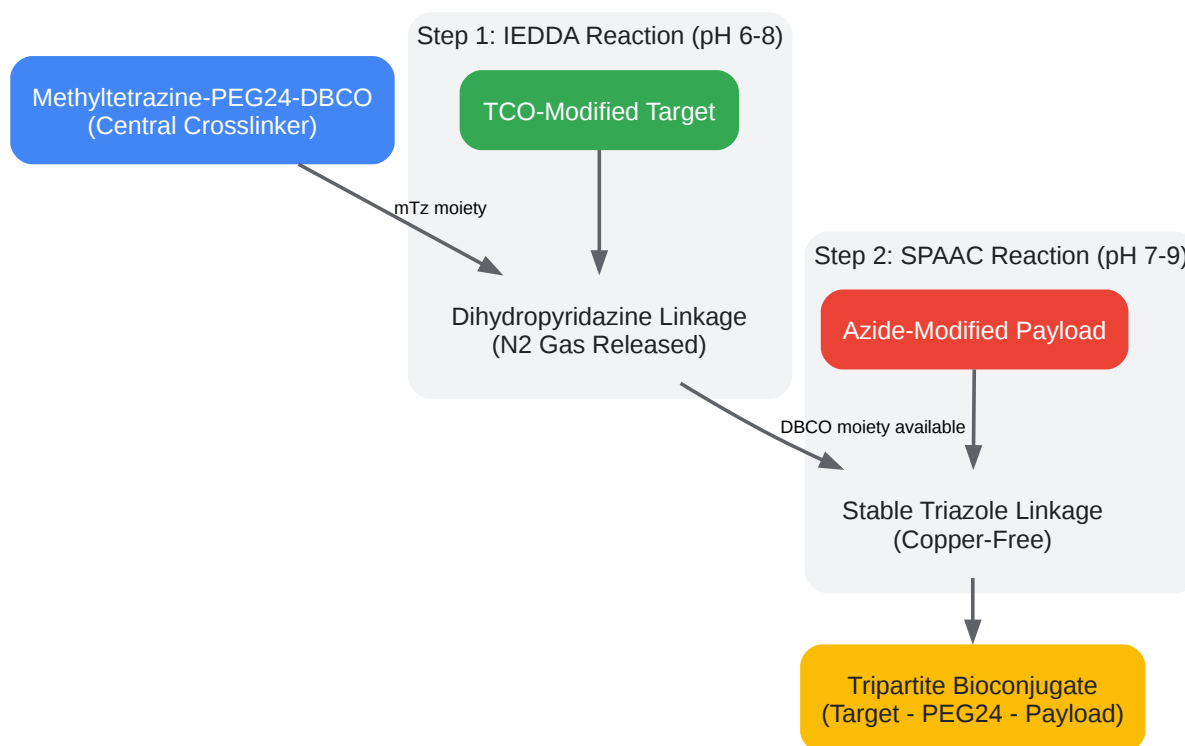 Step 1: IEDDA Reaction (pH 6-8)
Methyltetrazine-PEG24-DBCO
(Central Crosslinker)
TCO-Modified Target
mTz moiety
Step 2: SPAAC Reaction (pH 7-9)
Dihydropyridazine Linkage
(N2 Gas Released)
Azide-Modified Payload
DBCO moiety available
Stable Triazole Linkage
(Copper-Free)
Tripartite Bioconjugate
(Target - PEG24 - Payload)